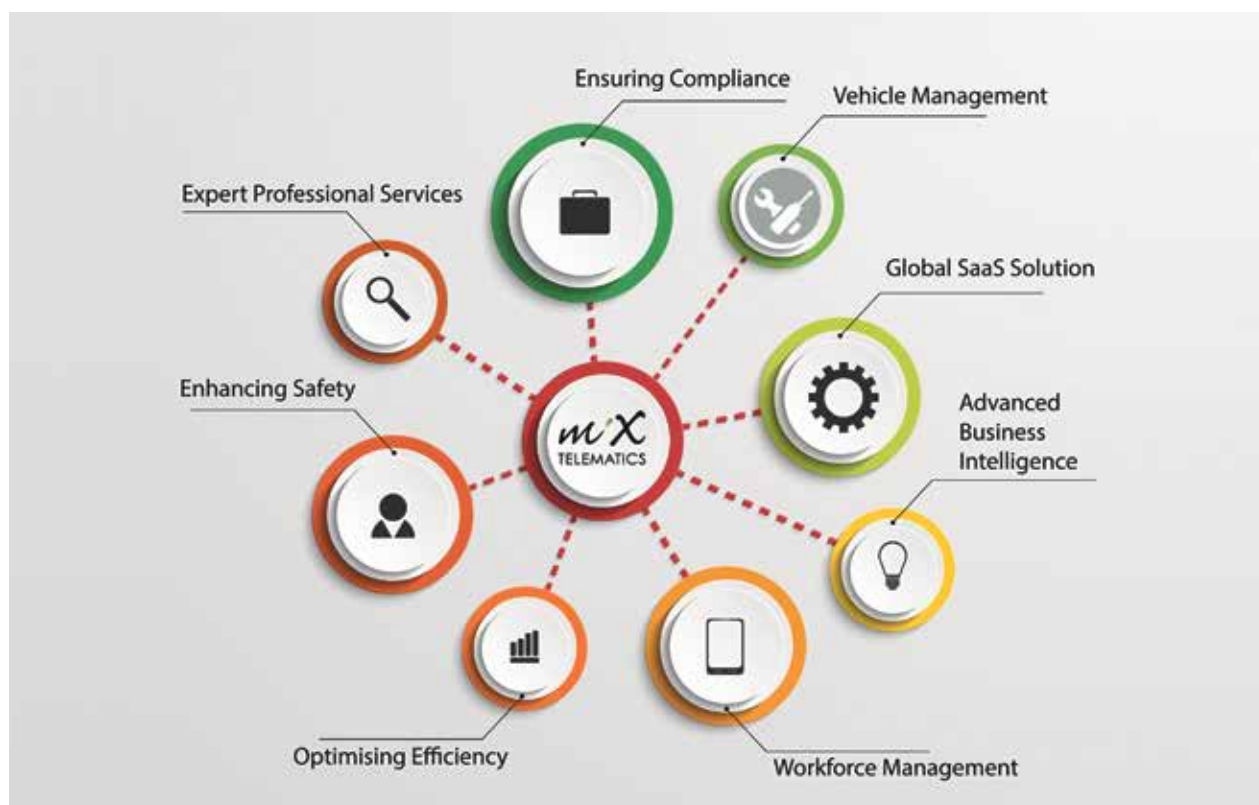 Ensuring Compliance
Vehicle Management
Expert Professional Services
Global SaaS Solution
Enhancing Safety
Advanced
Business
Intelligence
mix
TELEMATICS
Optimising Efficiency
Workforce Management